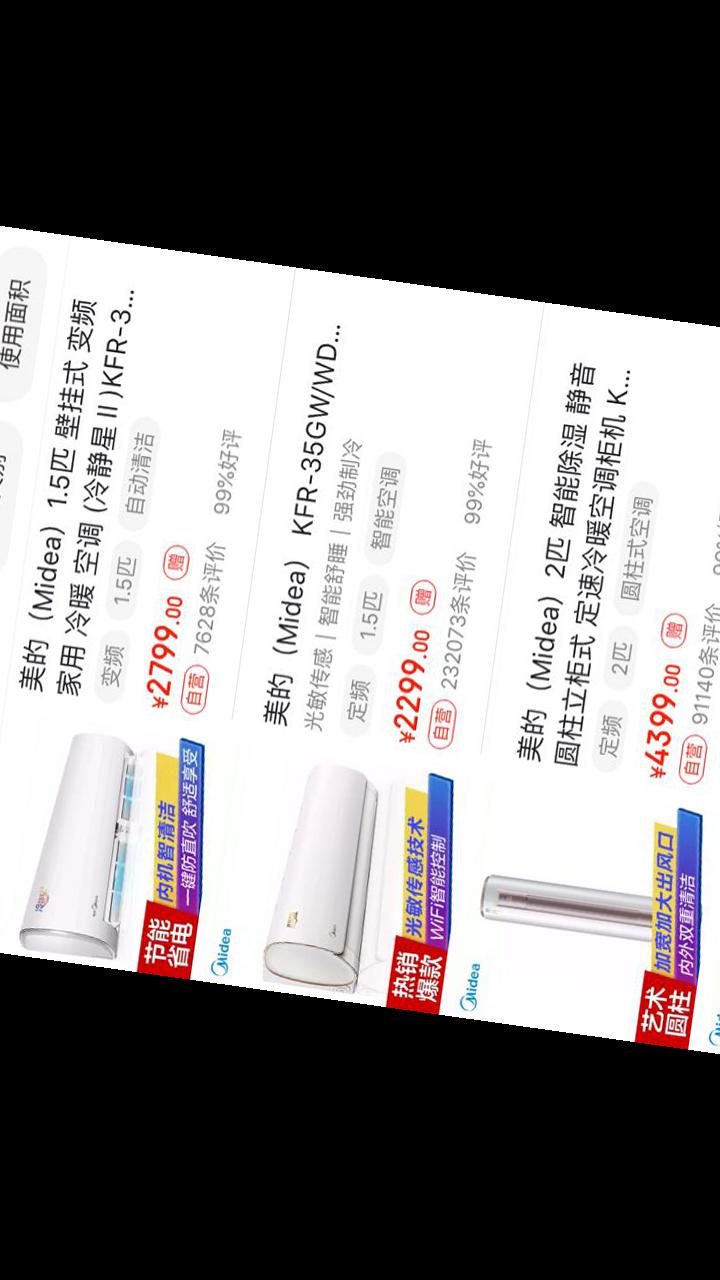 使用面积
美的（Midea）1.5匹 壁挂式 变频
家用 冷暖 空调 (冷静星Ⅱ)KFR-3...
变频 1.5匹 自动清洁
¥2799.00 赠
自营 7628条评价 99%好评
内机智清洁
一键防直吹 舒适享受
节能
省电
Midea
美的（Midea） KFR-35GW/WD...
光敏传感｜智能舒睡｜强劲制冷
定频 1.5匹 智能空调
¥2299.00 赠
自营 232073条评价 99%好评
光敏传感技术
WiFi智能控制
热销
爆款
Midea
美的（Midea）2匹 智能除湿 静音
圆柱立柜式 定速冷暖空调柜机 K...
定频 2匹 圆柱式空调
¥4399.00 赠
自营 91140条评价
加宽加大出风口
内外双重清洁
艺术
圆柱